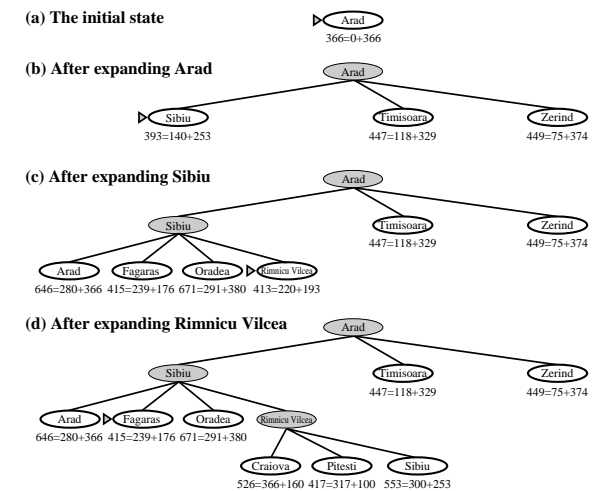 (a) The initial state
Arad
366=0+366
(b) After expanding Arad
Arad
Sibiu Timisoara Zerind
393=140+253 447=118+329 449=75+374
(c) After expanding Sibiu
Arad
Sibiu Timisoara Zerind
447=118+329 449=75+374
Arad Fagaras Oradea Rimnicu Vilcea
646=280+366 415=239+176 671=291+380 413=220+193
(d) After expanding Rimnicu Vilcea
Arad
Sibiu Timisoara Zerind
447=118+329 449=75+374
Arad Fagaras Oradea Rimnicu Vilcea
646=280+366 415=239+176 671=291+380
Craiova Pitesti Sibiu
526=366+160 417=317+100 553=300+253